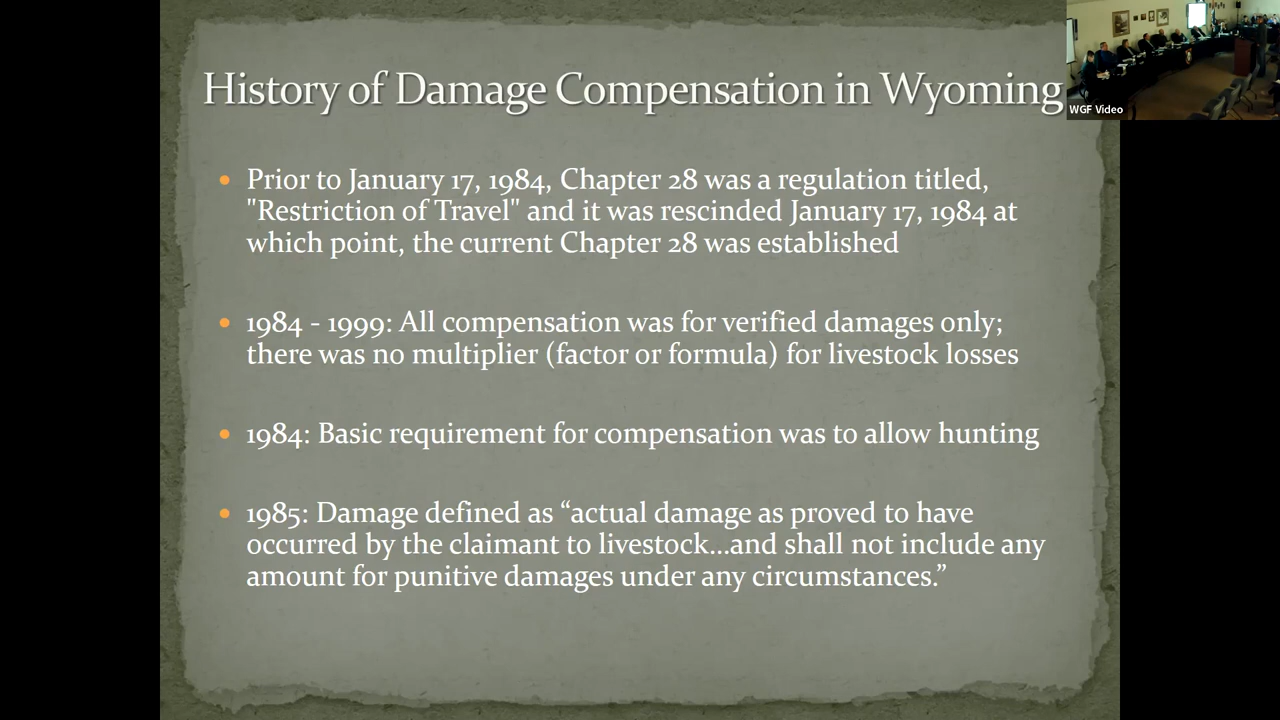 History of Damage Compensation in Wyoming
WGF Video
• Prior to January 17, 1984, Chapter 28 was a regulation titled,
"Restriction of Travel" and it was rescinded January 17, 1984 at
which point, the current Chapter 28 was established
• 1984 - 1999: All compensation was for verified damages only;
there was no multiplier (factor or formula) for livestock losses
• 1984: Basic requirement for compensation was to allow hunting
• 1985: Damage defined as “actual damage as proved to have
occurred by the claimant to livestock…and shall not include any
amount for punitive damages under any circumstances.”